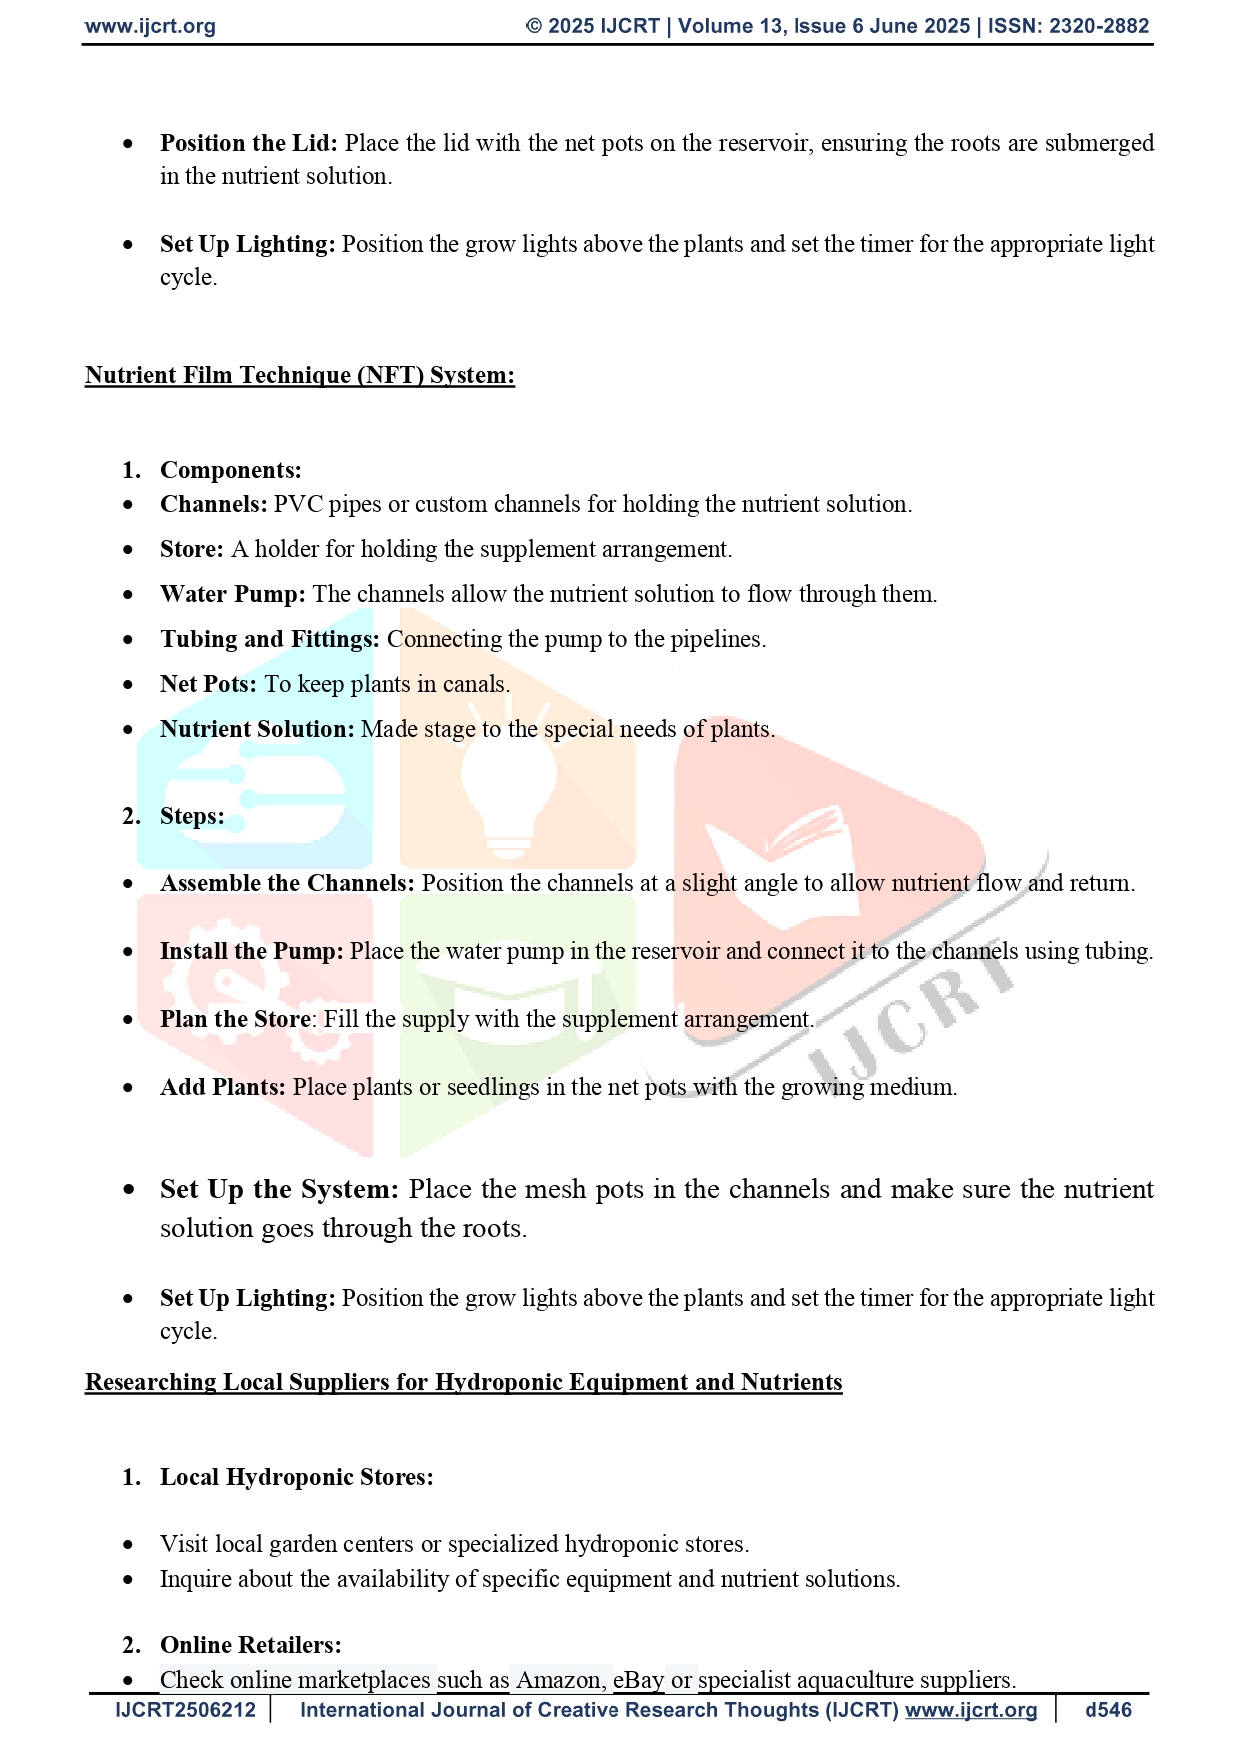 www.ijcrt.org © 2025 IJCRT | Volume 13, Issue 6 June 2025 | ISSN: 2320-2882
• Position the Lid: Place the lid with the net pots on the reservoir, ensuring the roots are submerged
in the nutrient solution.
• Set Up Lighting: Position the grow lights above the plants and set the timer for the appropriate light
cycle.
Nutrient Film Technique (NFT) System:
1. Components:
• Channels: PVC pipes or custom channels for holding the nutrient solution.
• Store: A holder for holding the supplement arrangement.
• Water Pump: The channels allow the nutrient solution to flow through them.
• Tubing and Fittings: Connecting the pump to the pipelines.
• Net Pots: To keep plants in canals.
• Nutrient Solution: Made stage to the special needs of plants.
2. Steps:
• Assemble the Channels: Position the channels at a slight angle to allow nutrient flow and return.
• Install the Pump: Place the water pump in the reservoir and connect it to the channels using tubing.
• Plan the Store: Fill the supply with the supplement arrangement.
IJCRT
• Add Plants: Place plants or seedlings in the net pots with the growing medium.
• Set Up the System: Place the mesh pots in the channels and make sure the nutrient
solution goes through the roots.
• Set Up Lighting: Position the grow lights above the plants and set the timer for the appropriate light
cycle.
Researching Local Suppliers for Hydroponic Equipment and Nutrients
1. Local Hydroponic Stores:
• Visit local garden centers or specialized hydroponic stores.
• Inquire about the availability of specific equipment and nutrient solutions.
2. Online Retailers:
• Check online marketplaces such as Amazon, eBay or specialist aquaculture suppliers.
IJCRT2506212 | International Journal of Creative Research Thoughts (IJCRT) www.ijcrt.org | d546